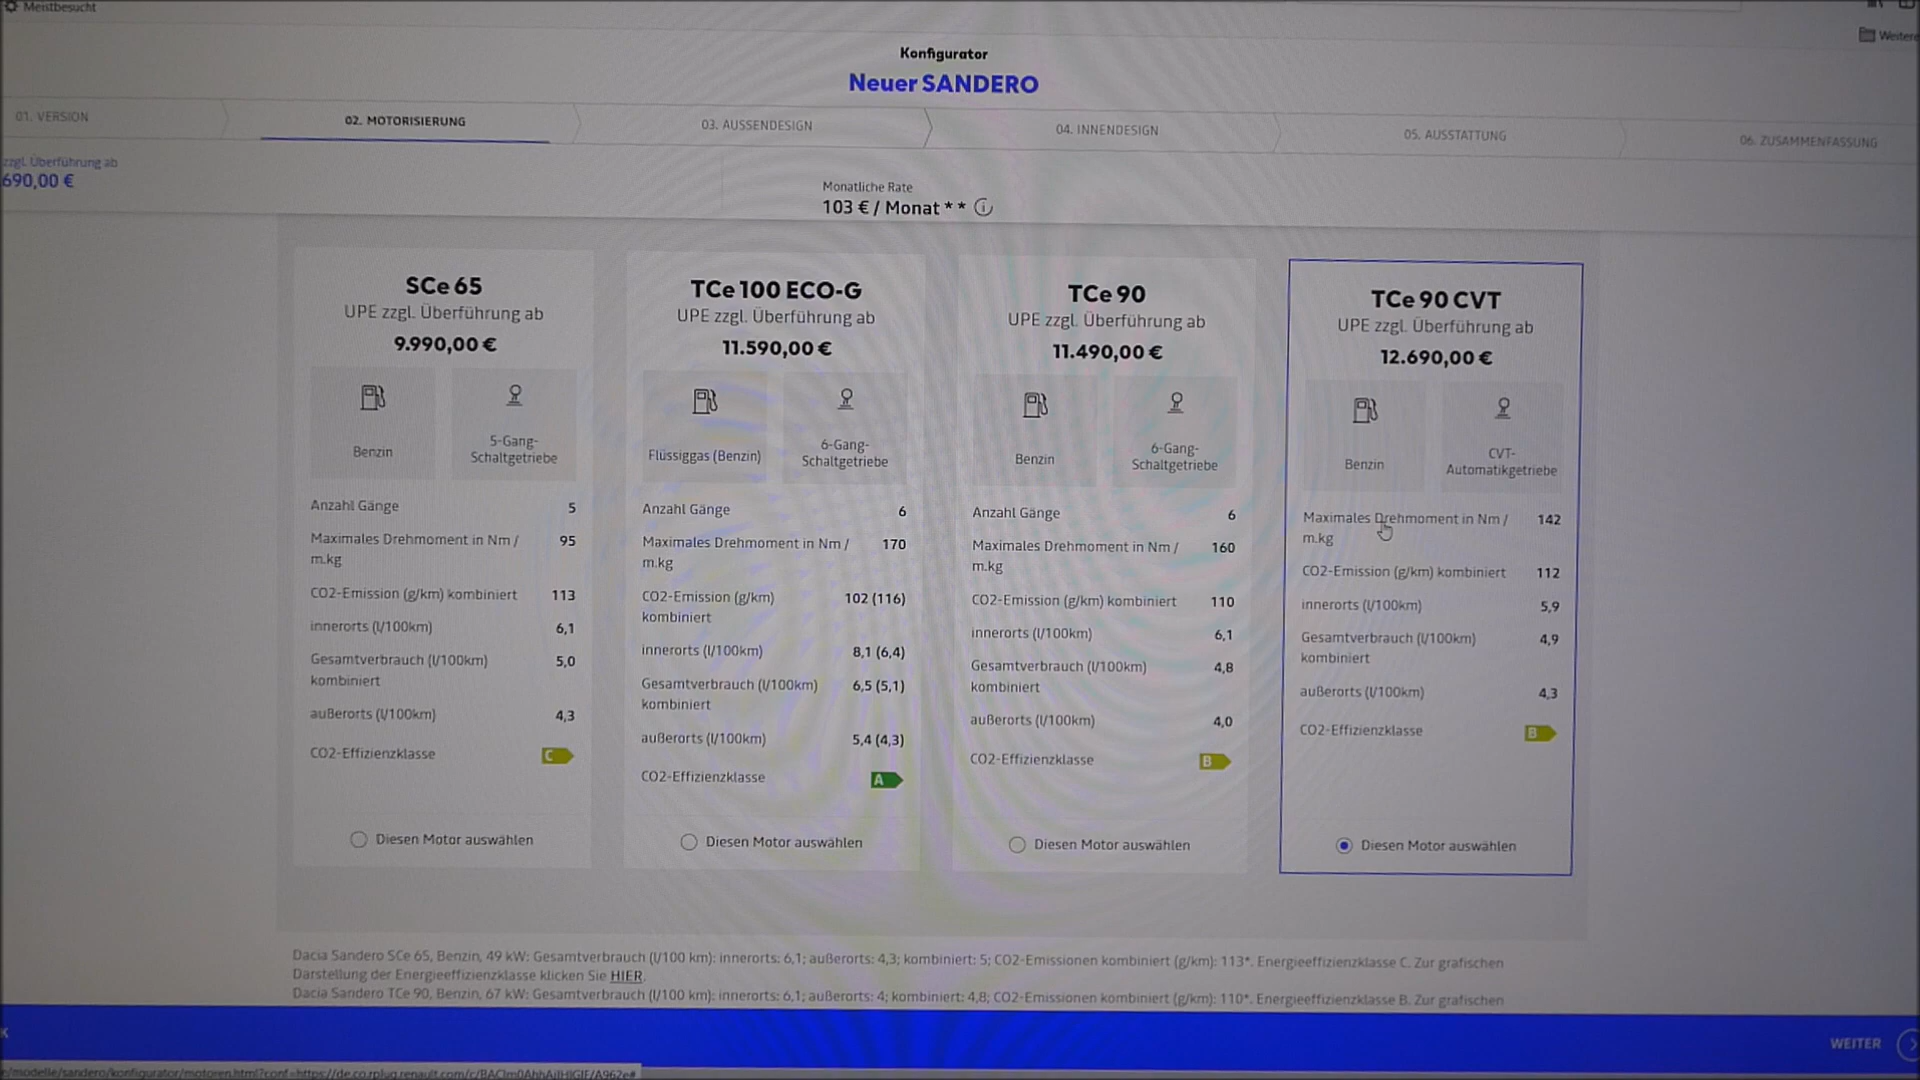 Meistbesucht
Weitere
Konfigurator
Neuer SANDERO
01. VERSION
02. MOTORISIERUNG
03. AUSSENDESIGN
04. INNENDESIGN
05. AUSSTATTUNG
06. ZUSAMMENFASSUNG
zzgl. Überführung ab
690,00 €
Monatliche Rate
103 € / Monat * *
SCe 65
UPE zzgl. Überführung ab
9.990,00 €
Benzin
5-Gang-
Schaltgetriebe
Anzahl Gänge 5
Maximales Drehmoment in Nm / 95
m.kg
CO2-Emission (g/km) kombiniert 113
innerorts (l/100km) 6,1
Gesamtverbrauch (l/100km) 5,0
kombiniert
außerorts (l/100km) 4,3
CO2-Effizienzklasse C
Diesen Motor auswählen
TCe 100 ECO-G
UPE zzgl. Überführung ab
11.590,00 €
Flüssiggas (Benzin)
6-Gang-
Schaltgetriebe
Anzahl Gänge 6
Maximales Drehmoment in Nm / 170
m.kg
CO2-Emission (g/km) 102 (116)
kombiniert
innerorts (l/100km) 8,1 (6,4)
Gesamtverbrauch (l/100km) 6,5 (5,1)
kombiniert
außerorts (l/100km) 5,4 (4,3)
CO2-Effizienzklasse A
Diesen Motor auswählen
TCe 90
UPE zzgl. Überführung ab
11.490,00 €
Benzin
6-Gang-
Schaltgetriebe
Anzahl Gänge 6
Maximales Drehmoment in Nm / 160
m.kg
CO2-Emission (g/km) kombiniert 110
innerorts (l/100km) 6,1
Gesamtverbrauch (l/100km) 4,8
kombiniert
außerorts (l/100km) 4,0
CO2-Effizienzklasse B
Diesen Motor auswählen
TCe 90 CVT
UPE zzgl. Überführung ab
12.690,00 €
Benzin
CVT-
Automatikgetriebe
Maximales Drehmoment in Nm / 142
m.kg
CO2-Emission (g/km) kombiniert 112
innerorts (l/100km) 5,9
Gesamtverbrauch (l/100km) 4,9
kombiniert
außerorts (l/100km) 4,3
CO2-Effizienzklasse B
Diesen Motor auswählen
Dacia Sandero SCe 65, Benzin, 49 kW: Gesamtverbrauch (l/100 km): innerorts: 6,1; außerorts: 4,3; kombiniert: 5; CO2-Emissionen kombiniert (g/km): 113*. Energieeffizienzklasse C. Zur grafischen
Darstellung der Energieeffizienzklasse klicken Sie HIER.
Dacia Sandero TCe 90, Benzin, 67 kW: Gesamtverbrauch (l/100 km): innerorts: 6,1; außerorts: 4; kombiniert: 4,8; CO2-Emissionen kombiniert (g/km): 110*. Energieeffizienzklasse B. Zur grafischen
K
WEITER